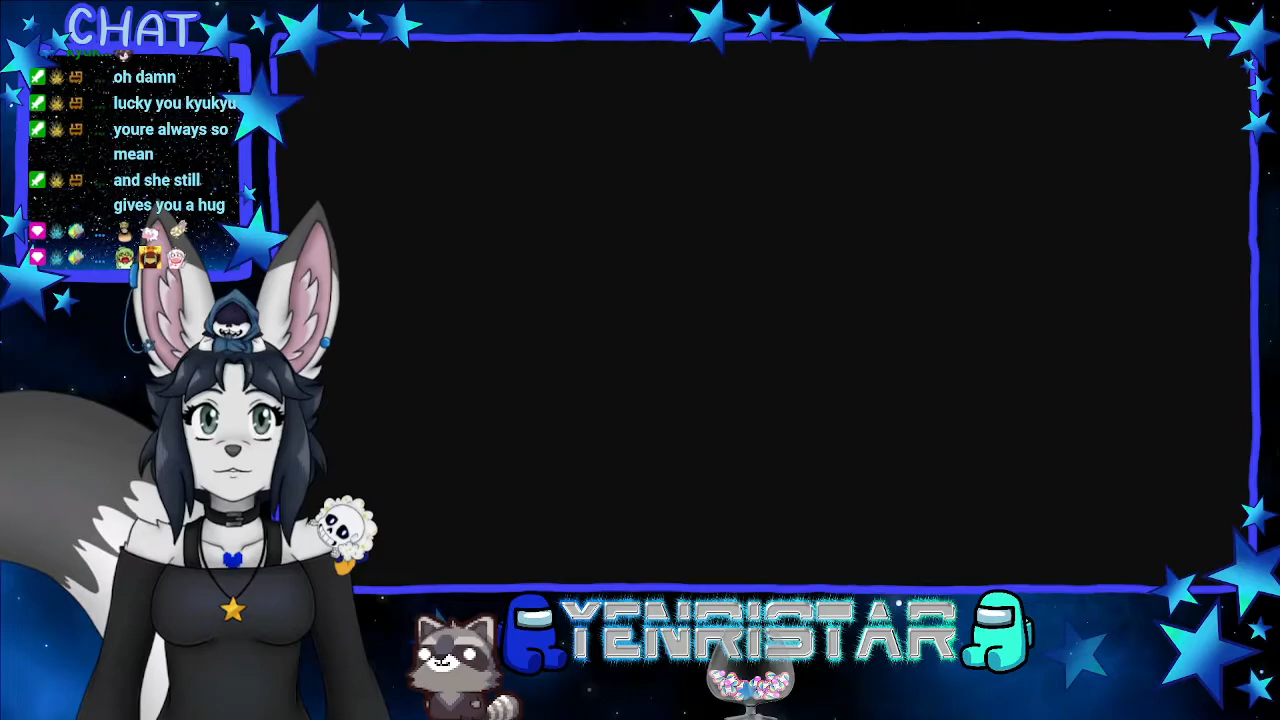 CHAT
oh damn
lucky you kyukyu
youre always so
mean
and she still
gives you a hug
YENRISTAR